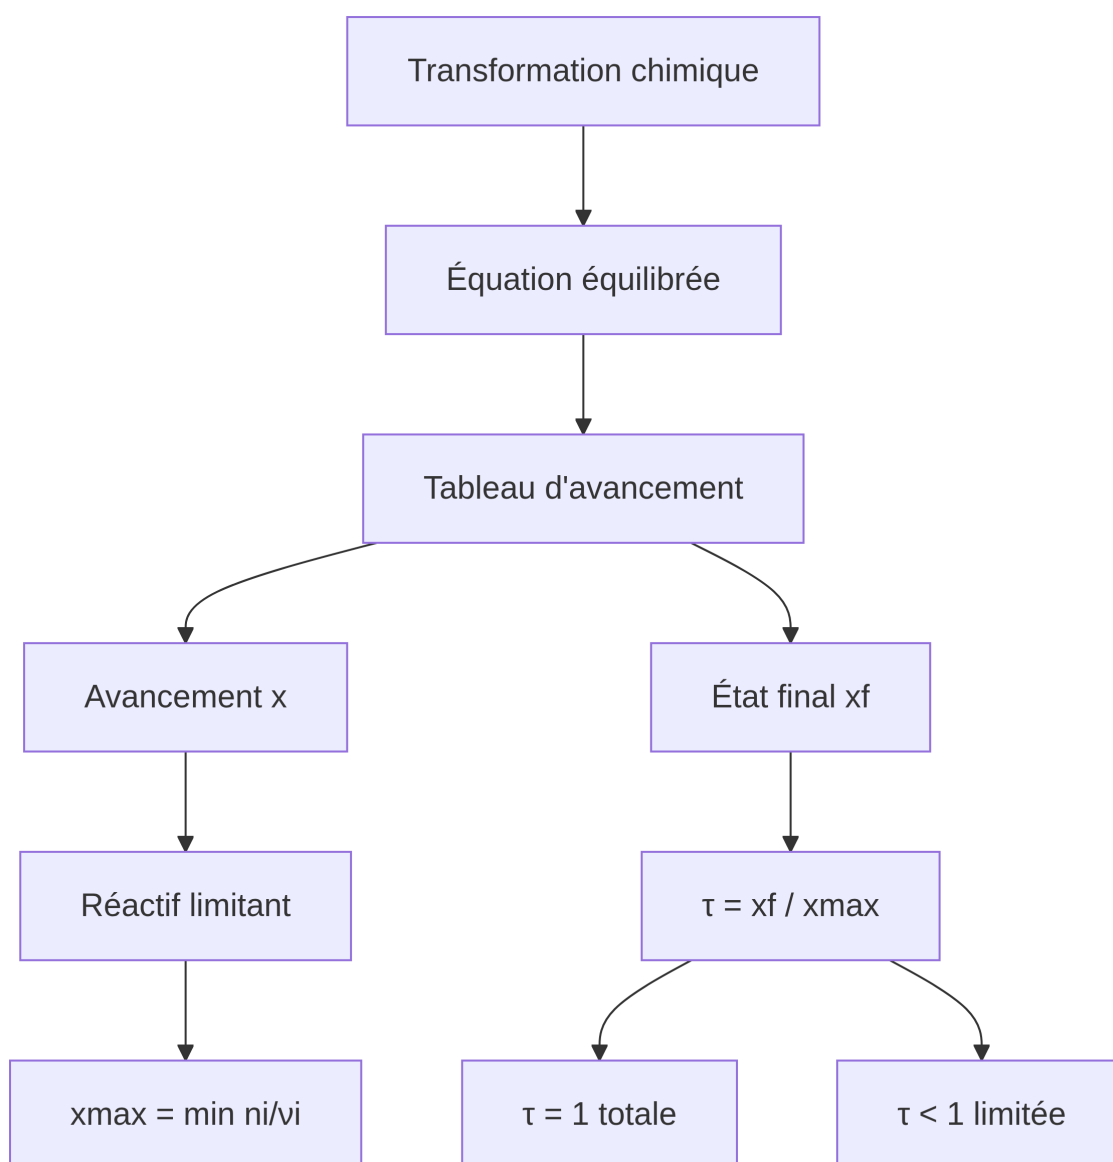 Transformation chimique
Équation équilibrée
Tableau d'avancement
Avancement x
État final xf
Réactif limitant
τ = xf / xmax
xmax = min ni/νi
τ = 1 totale
τ < 1 limitée